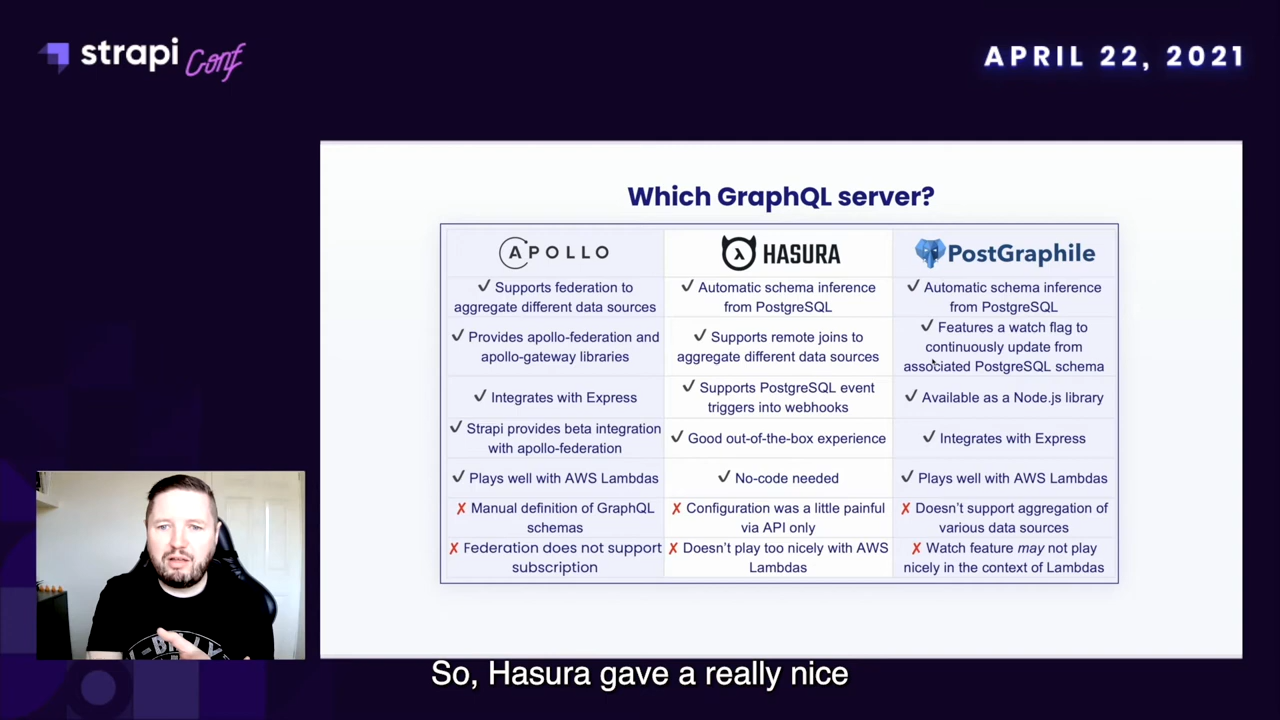 strapi Conf
APRIL 22, 2021
Which GraphQL server?
APOLLO
HASURA
PostGraphile
✓ Supports federation to
aggregate different data sources
✓ Automatic schema inference
from PostgreSQL
✓ Automatic schema inference
from PostgreSQL
✓ Provides apollo-federation and
apollo-gateway libraries
✓ Supports remote joins to
aggregate different data sources
✓ Features a watch flag to
continuously update from
associated PostgreSQL schema
✓ Integrates with Express
✓ Supports PostgreSQL event
triggers into webhooks
✓ Available as a Node.js library
✓ Strapi provides beta integration
with apollo-federation
✓ Good out-of-the-box experience
✓ Integrates with Express
✓ Plays well with AWS Lambdas
✓ No-code needed
✓ Plays well with AWS Lambdas
✗ Manual definition of GraphQL
schemas
✗ Configuration was a little painful
via API only
✗ Doesn't support aggregation of
various data sources
✗ Federation does not support
subscription
✗ Doesn't play too nicely with AWS
Lambdas
✗ Watch feature may not play
nicely in the context of Lambdas
So, Hasura gave a really nice